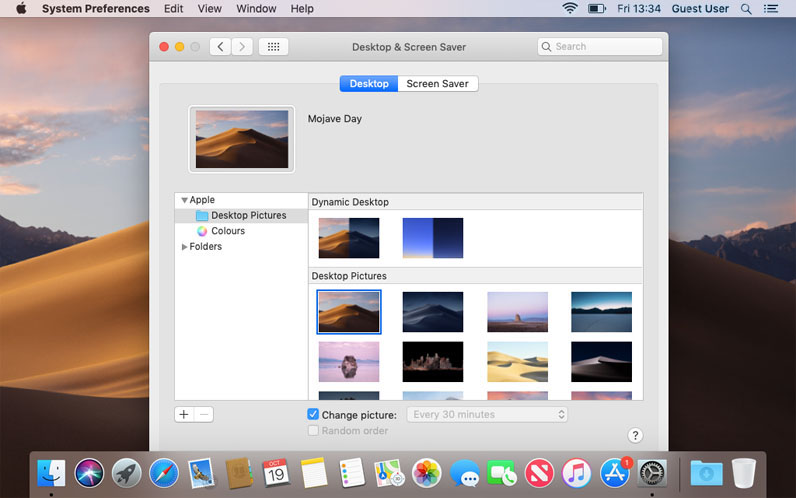 System Preferences Edit View Window Help Fri 13:34 Guest User
Desktop & Screen Saver
Search
Desktop Screen Saver
Mojave Day
Apple
Desktop Pictures
Colours
Folders
Dynamic Desktop
Desktop Pictures
+ −
Change picture: Every 30 minutes
Random order
?
OCT
19
1